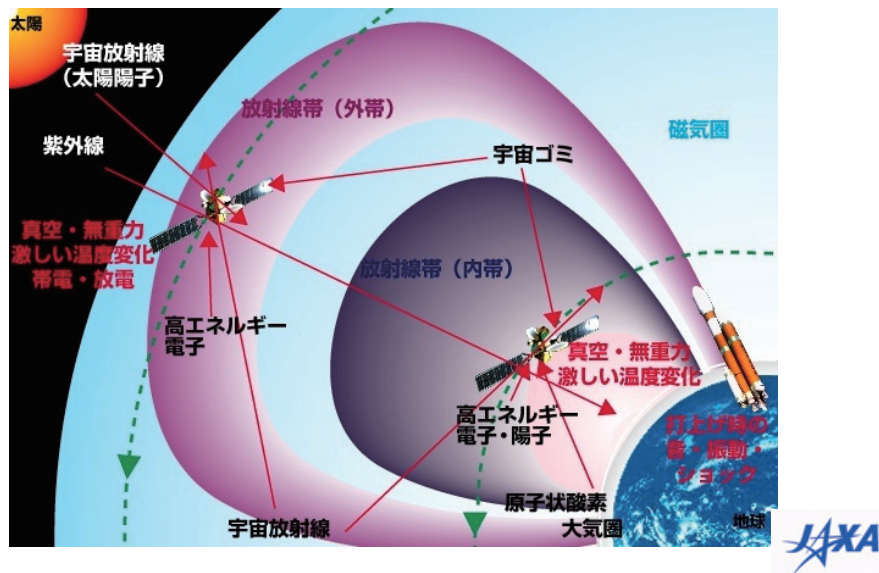 太陽
宇宙放射線
（太陽陽子）
放射線帯（外帯）
磁気圏
紫外線
宇宙ゴミ
真空・無重力
激しい温度変化
帯電・放電
放射線帯（内帯）
高エネルギー
電子
真空・無重力
激しい温度変化
高エネルギー
電子・陽子
打上げ時の
音・振動・
ショック
原子状酸素
大気圏
宇宙放射線
地球
JAXA